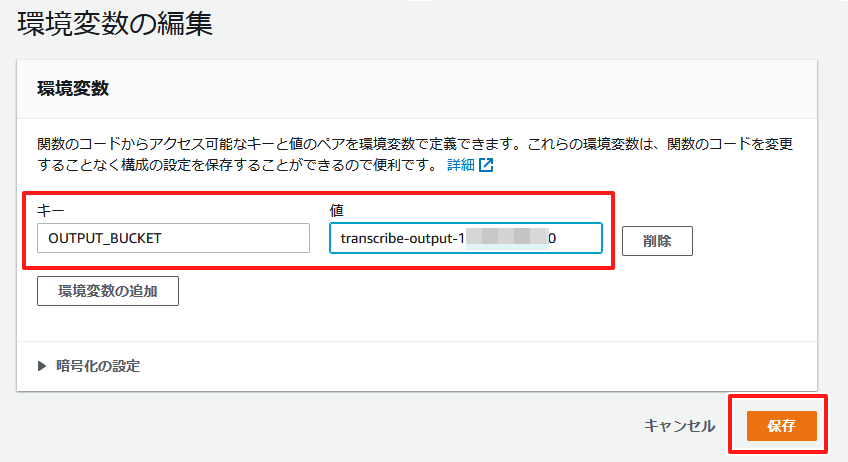 環境変数の編集
環境変数
関数のコードからアクセス可能なキーと値のペアを環境変数で定義できます。これらの環境変数は、関数のコードを変更
することなく構成の設定を保存することができるので便利です。 詳細
キー 値
OUTPUT_BUCKET transcribe-output-1 0 削除
環境変数の追加
暗号化の設定
キャンセル 保存